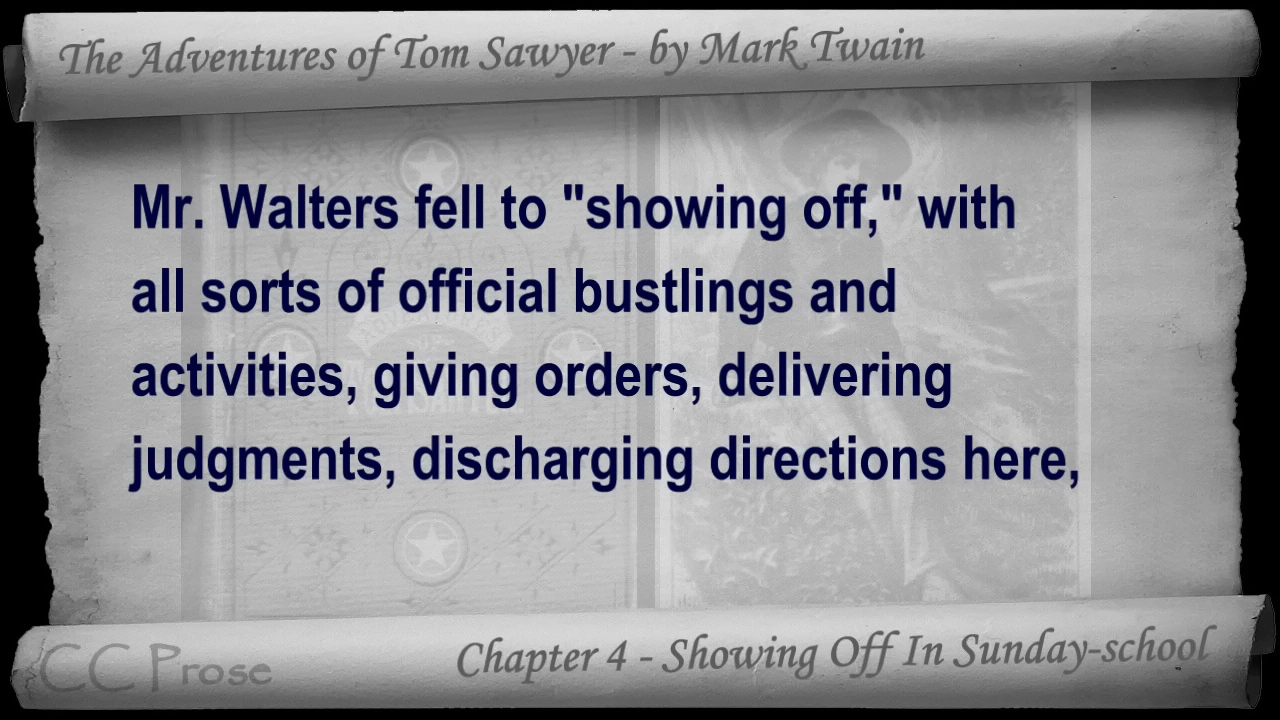 The Adventures of Tom Sawyer - by Mark Twain
Mr. Walters fell to "showing off," with
all sorts of official bustlings and
activities, giving orders, delivering
judgments, discharging directions here,
CC Prose
Chapter 4 - Showing Off In Sunday-school